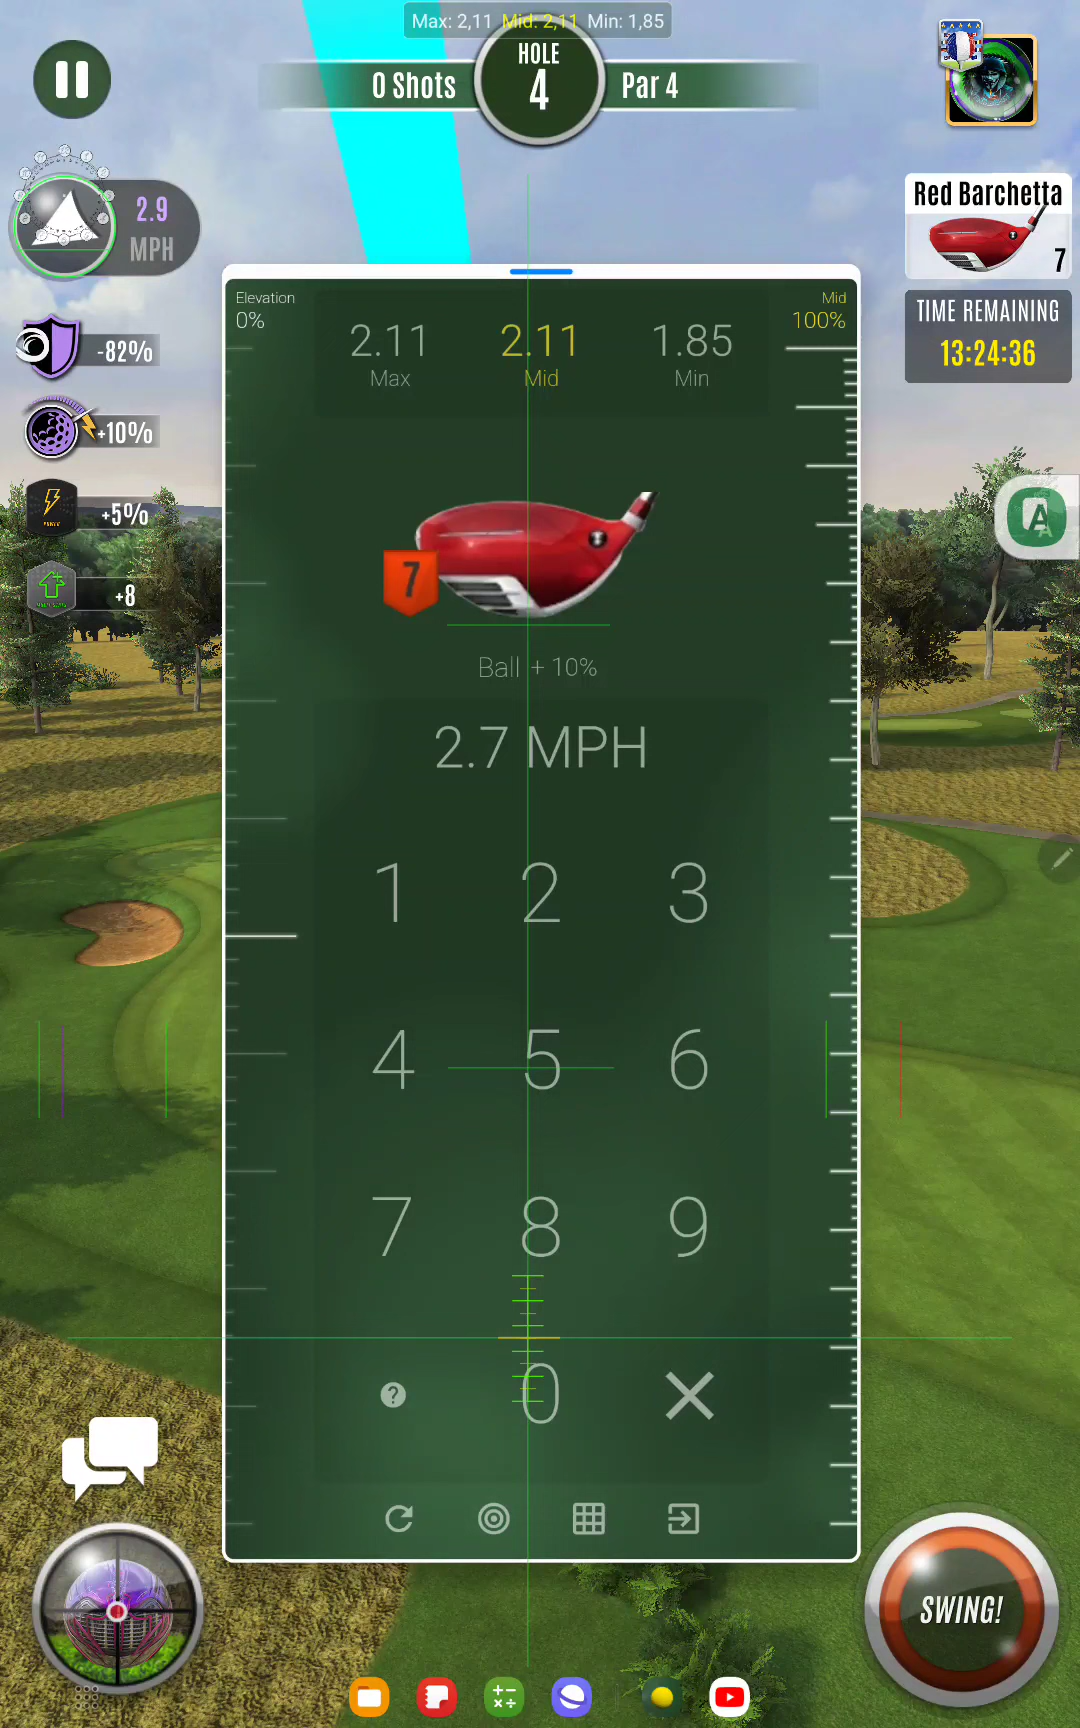 Max: 2,11 Mid: 2,11 Min: 1,85
HOLE
4
0 Shots
Par 4
2.9
MPH
Red Barchetta
7
TIME REMAINING
13:24:36
-82%
+10%
POWER
+5%
+8
Elevation
0%
Mid
100%
2.11 2.11 1.85
Max Mid Min
7
Ball + 10%
2.7 MPH
1 2 3
4 5 6
7 8 9
? 0
A
SWING!